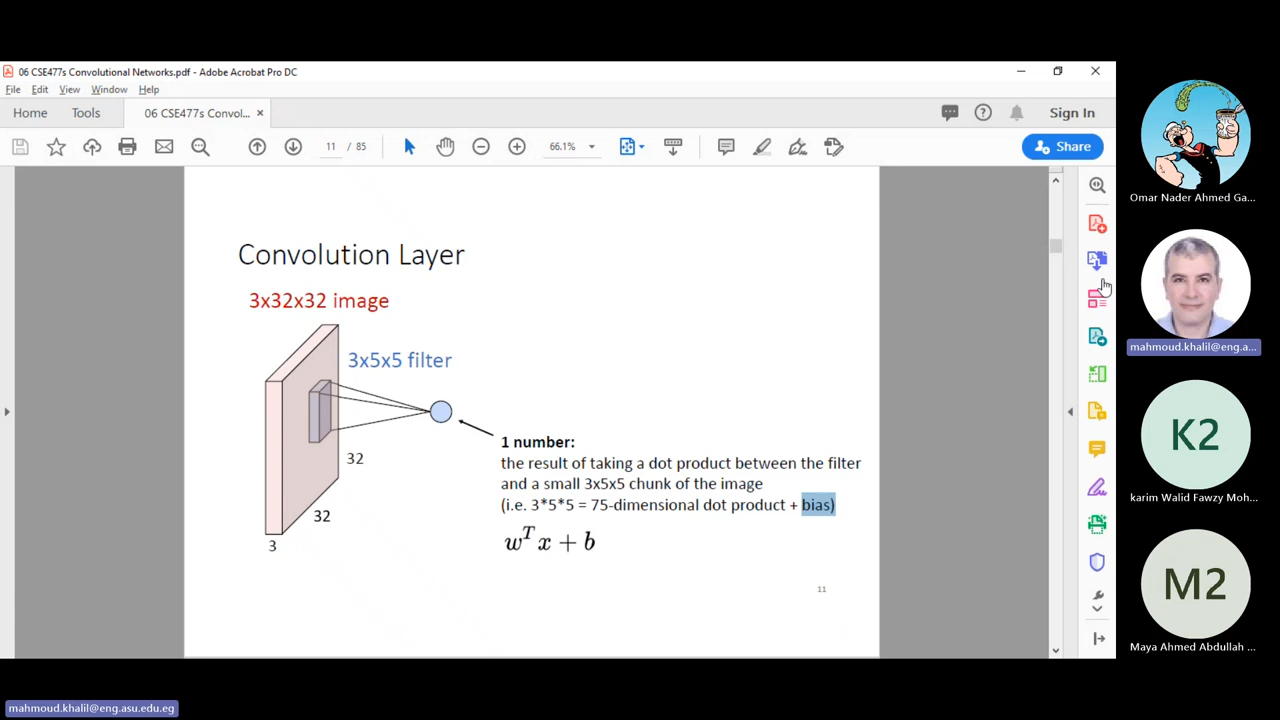 06 CSE477s Convolutional Networks.pdf - Adobe Acrobat Pro DC
File Edit View Window Help
Home Tools 06 CSE477s Convol... × Sign In
11 / 85 66.1% Share
Convolution Layer
3x32x32 image
3x5x5 filter
32
32
3
1 number:
the result of taking a dot product between the filter
and a small 3x5x5 chunk of the image
(i.e. 3*5*5 = 75-dimensional dot product + bias)
w^T x + b
11
Omar Nader Ahmed Ga...
mahmoud.khalil@eng.a...
K2
karim Walid Fawzy Moh...
M2
Maya Ahmed Abdullah ...
mahmoud.khalil@eng.asu.edu.eg